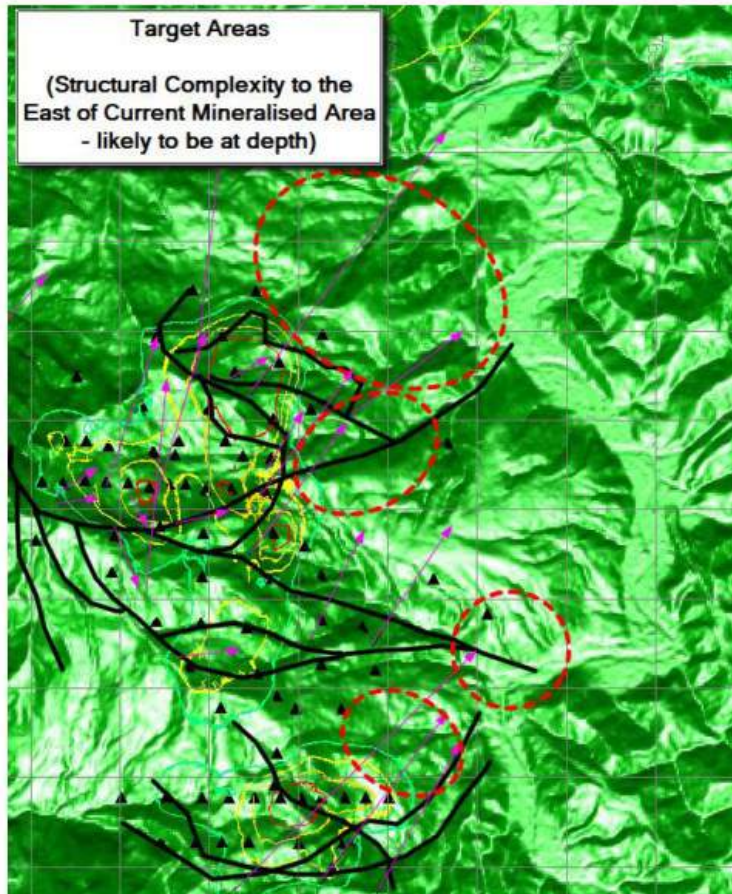 Target Areas
(Structural Complexity to the
East of Current Mineralised Area
- likely to be at depth)